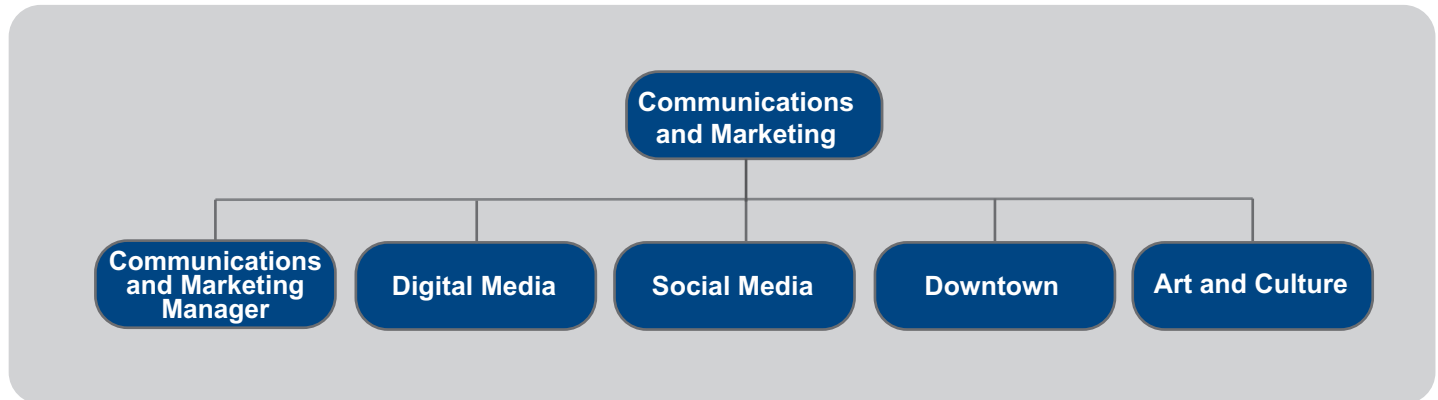 Communications
and Marketing
Communications
and Marketing
Manager
Digital Media
Social Media
Downtown
Art and Culture